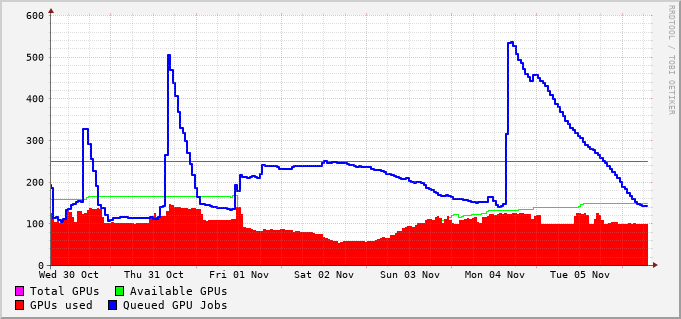 600
500
400
300
200
100
0
Wed 30 Oct Thu 31 Oct Fri 01 Nov Sat 02 Nov Sun 03 Nov Mon 04 Nov Tue 05 Nov
Total GPUs Available GPUs
GPUs used Queued GPU Jobs
RRDTOOL / TOBI OETIKER